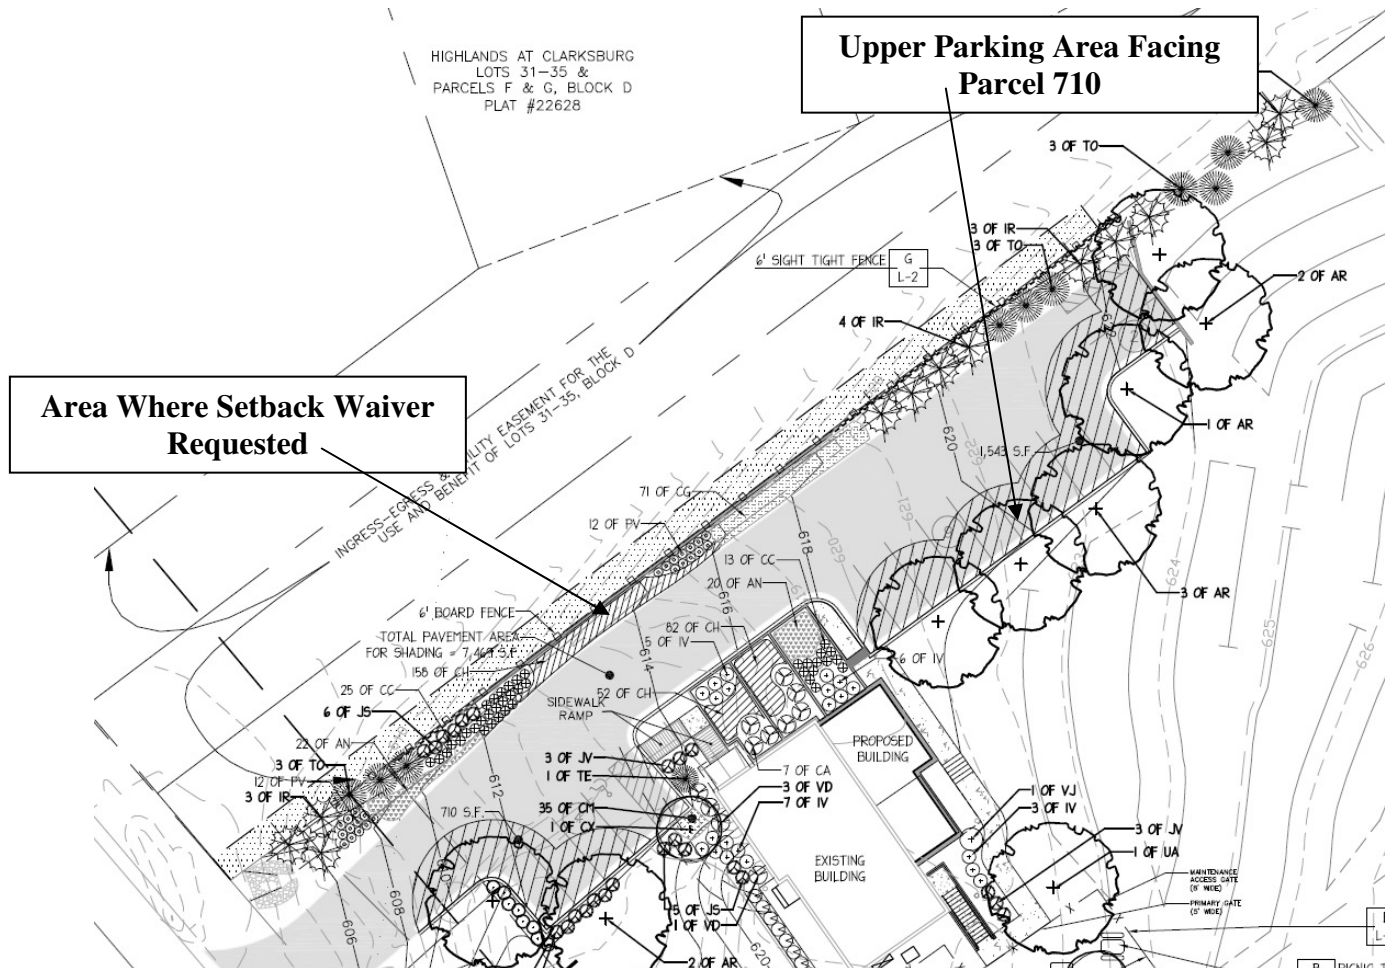 HIGHLANDS AT CLARKSBURG
LOTS 31-35 &
PARCELS F & G, BLOCK D
PLAT #22628
Upper Parking Area Facing
Parcel 710
3 OF TO
3 OF IR
3 OF TO
6' SIGHT TIGHT FENCE
G
L-2
2 OF AR
4 OF IR
622
Area Where Setback Waiver
Requested
INGRESS-EGRESS &
UTILITY EASEMENT FOR THE
USE AND BENEFIT OF LOTS 31-35, BLOCK D
1 OF AR
620
622
1,543 S.F.
71 OF CG
621
12 OF PV
618
620
13 OF CC
20 OF AN
624
3 OF AR
616
6' BOARD FENCE
82 OF CH
5 OF IV
TOTAL PAVEMENT AREA
FOR SHADING = 7,469 S.F.
614
625
626
158 OF CH
6 OF IV
25 OF CC
52 OF CH
6 OF JS
SIDEWALK
RAMP
22 OF AN
PROPOSED
BUILDING
3 OF TO
3 OF JV
12 OF PV
1 OF TE
7 OF CA
3 OF IR
612
3 OF VD
7 OF IV
1 OF VJ
3 OF IV
710 S.F.
35 OF CM
1 OF CX
3 OF JV
1 OF UA
EXISTING
BUILDING
MAINTENANCE
ACCESS GATE
(8' WIDE)
PRIMARY GATE
(5' WIDE)
608
606
5 OF JS
1 OF VD
620
2 OF AR